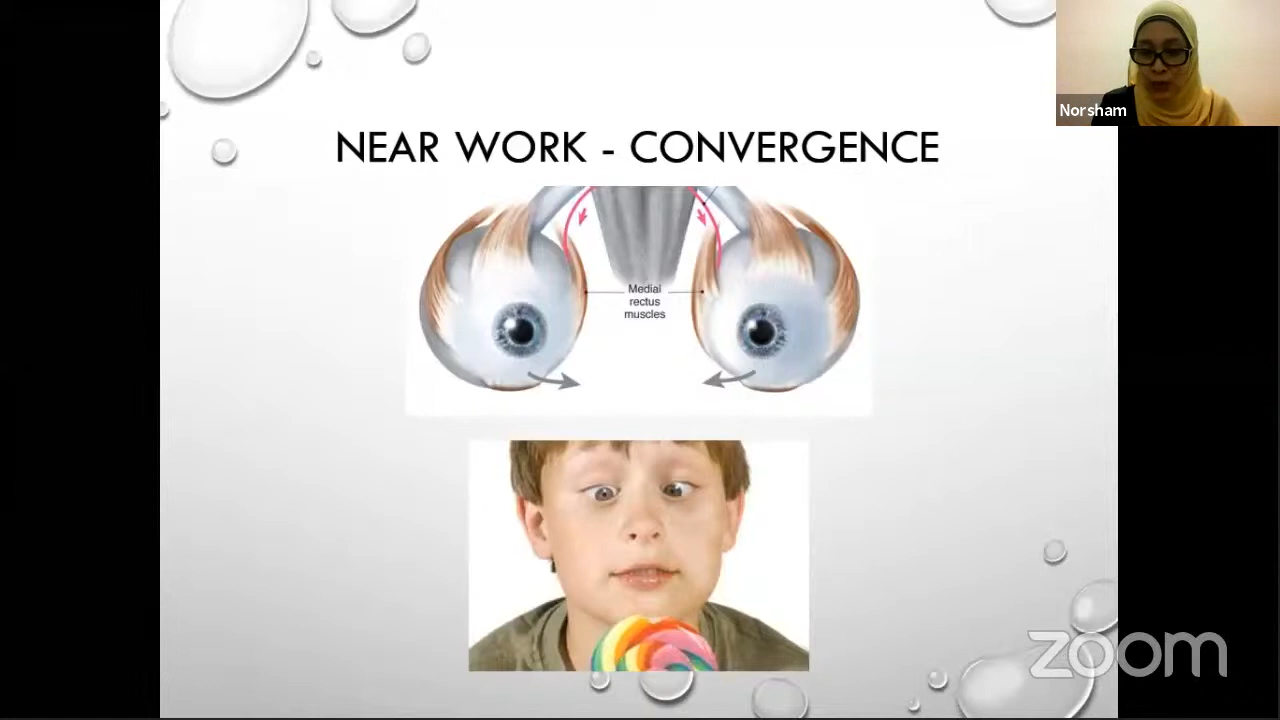 Norsham
NEAR WORK - CONVERGENCE
Medial
rectus
muscles
zoom